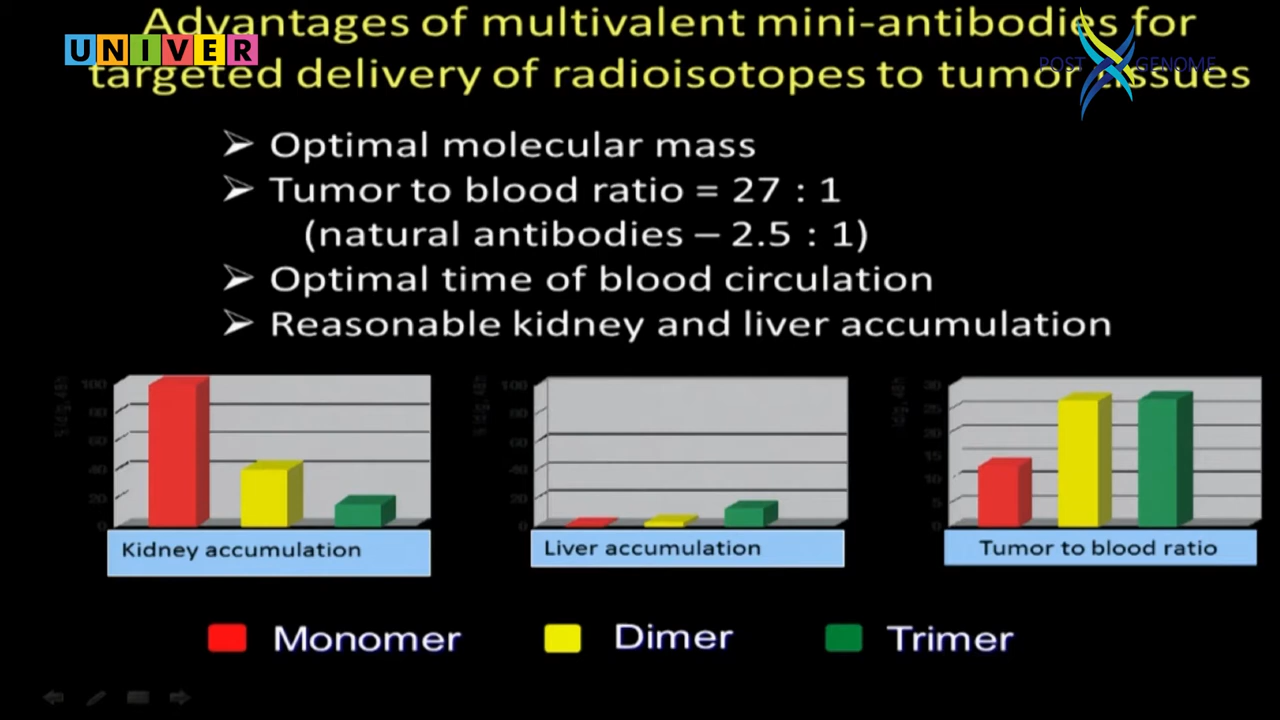 Advantages of multivalent mini-antibodies for
UNIVER
targeted delivery of radioisotopes to tumor tissues
POST GENOME
Optimal molecular mass
Tumor to blood ratio = 27 : 1
(natural antibodies – 2.5 : 1)
Optimal time of blood circulation
Reasonable kidney and liver accumulation
100
80
60
40
20
0
Kidney accumulation
100
80
60
40
20
0
Liver accumulation
30
25
20
15
10
5
0
Tumor to blood ratio
Monomer
Dimer
Trimer